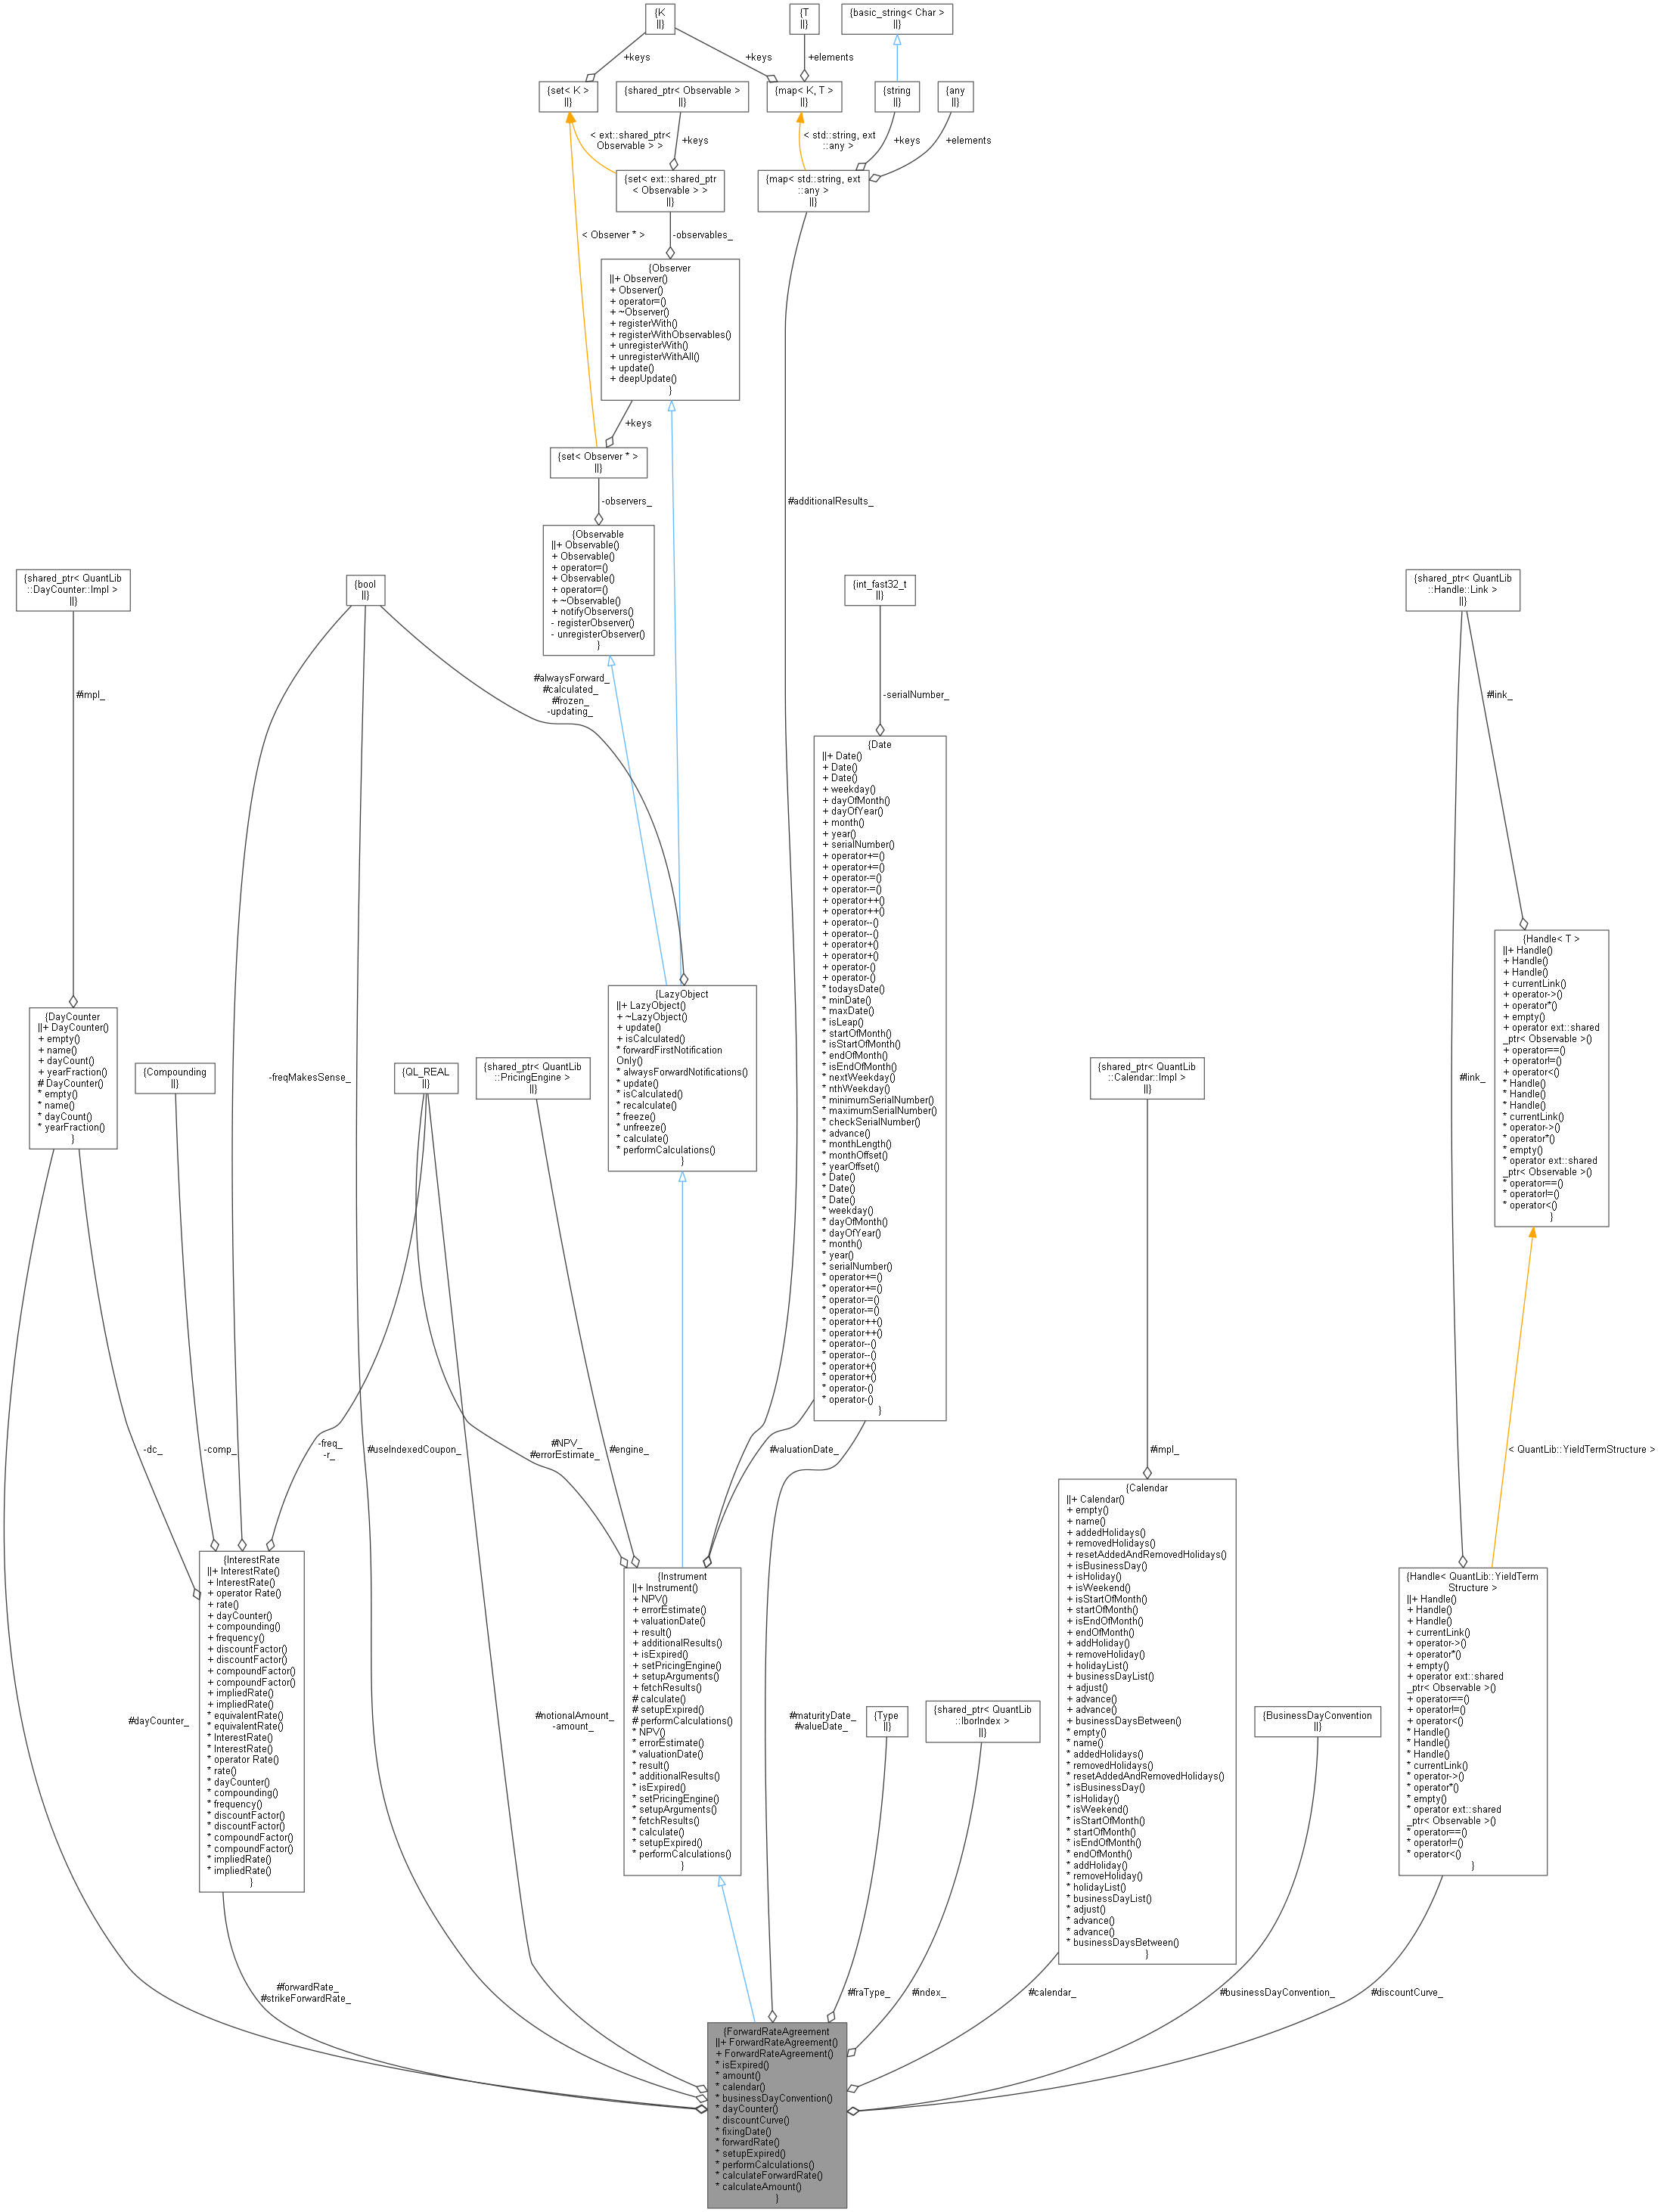 {K
||}
{T
||}
{basic_string< Char >
||}
+keys
+keys
+elements
{set< K >
||}
{shared_ptr< Observable >
||}
{map< K, T >
||}
{string
||}
{any
||}
< ext::shared_ptr<
Observable > >
+keys
< std::string, ext
::any >
+keys
+elements
{set< ext::shared_ptr
< Observable > >
||}
{map< std::string, ext
::any >
||}
< Observer * >
-observables_
{Observer
||+ Observer()
+ Observer()
+ operator=()
+ ~Observer()
+ registerWith()
+ registerWithObservables()
+ unregisterWith()
+ unregisterWithAll()
+ update()
+ deepUpdate()
}
+keys
{set< Observer * >
||}
-observers_
#additionalResults_
{Observable
||+ Observable()
+ Observable()
+ operator=()
+ Observable()
+ operator=()
+ ~Observable()
+ notifyObservers()
- registerObserver()
- unregisterObserver()
}
{shared_ptr< QuantLib
::DayCounter::Impl >
||}
{bool
||}
{int_fast32_t
||}
{shared_ptr< QuantLib
::Handle::Link >
||}
#impl_
#alwaysForward_
#calculated_
#frozen_
-updating_
-serialNumber_
#link_
{Date
||+ Date()
+ Date()
+ Date()
+ weekday()
+ dayOfMonth()
+ dayOfYear()
+ month()
+ year()
+ serialNumber()
+ operator+=()
+ operator+=()
+ operator-=()
+ operator-=()
+ operator++()
+ operator++()
+ operator--()
+ operator--()
+ operator+()
+ operator+()
+ operator-()
+ operator-()
* todaysDate()
* minDate()
* maxDate()
* isLeap()
* startOfMonth()
* isStartOfMonth()
* endOfMonth()
* isEndOfMonth()
* nextWeekday()
* nthWeekday()
* minimumSerialNumber()
* maximumSerialNumber()
* checkSerialNumber()
* advance()
* monthLength()
* monthOffset()
* yearOffset()
* Date()
* Date()
* Date()
* weekday()
* dayOfMonth()
* dayOfYear()
* month()
* year()
* serialNumber()
* operator+=()
* operator+=()
* operator-=()
* operator-=()
* operator++()
* operator++()
* operator--()
* operator--()
* operator+()
* operator+()
* operator-()
* operator-()
}
{Handle< T >
||+ Handle()
+ Handle()
+ Handle()
+ currentLink()
+ operator->()
+ operator*()
+ empty()
+ operator ext::shared
_ptr< Observable >()
+ operator==()
+ operator!=()
+ operator<()
* Handle()
* Handle()
* Handle()
* currentLink()
* operator->()
* operator*()
* empty()
* operator ext::shared
_ptr< Observable >()
* operator==()
* operator!=()
* operator<()
}
{LazyObject
||+ LazyObject()
+ ~LazyObject()
+ update()
+ isCalculated()
* forwardFirstNotification
Only()
* alwaysForwardNotifications()
* update()
* isCalculated()
* recalculate()
* freeze()
* unfreeze()
* calculate()
* performCalculations()
}
{DayCounter
||+ DayCounter()
+ empty()
+ name()
+ dayCount()
+ yearFraction()
# DayCounter()
* empty()
* name()
* dayCount()
* yearFraction()
}
{Compounding
||}
-freqMakesSense_
{QL_REAL
||}
{shared_ptr< QuantLib
::PricingEngine >
||}
{shared_ptr< QuantLib
::Calendar::Impl >
||}
#link_
-dc_
-comp_
-freq_
-r_
#useIndexedCoupon_
#NPV_
#errorEstimate_
#engine_
#valuationDate_
#impl_
< QuantLib::YieldTermStructure >
{Calendar
||+ Calendar()
+ empty()
+ name()
+ addedHolidays()
+ removedHolidays()
+ resetAddedAndRemovedHolidays()
+ isBusinessDay()
+ isHoliday()
+ isWeekend()
+ isStartOfMonth()
+ startOfMonth()
+ isEndOfMonth()
+ endOfMonth()
+ addHoliday()
+ removeHoliday()
+ holidayList()
+ businessDayList()
+ adjust()
+ advance()
+ advance()
+ businessDaysBetween()
* empty()
* name()
* addedHolidays()
* removedHolidays()
* resetAddedAndRemovedHolidays()
* isBusinessDay()
* isHoliday()
* isWeekend()
* isStartOfMonth()
* startOfMonth()
* isEndOfMonth()
* endOfMonth()
* addHoliday()
* removeHoliday()
* holidayList()
* businessDayList()
* adjust()
* advance()
* advance()
* businessDaysBetween()
}
{InterestRate
||+ InterestRate()
+ InterestRate()
+ operator Rate()
+ rate()
+ dayCounter()
+ compounding()
+ frequency()
+ discountFactor()
+ discountFactor()
+ compoundFactor()
+ compoundFactor()
+ impliedRate()
+ impliedRate()
* equivalentRate()
* equivalentRate()
* InterestRate()
* InterestRate()
* operator Rate()
* rate()
* dayCounter()
* compounding()
* frequency()
* discountFactor()
* discountFactor()
* compoundFactor()
* compoundFactor()
* impliedRate()
* impliedRate()
}
{Instrument
||+ Instrument()
+ NPV()
+ errorEstimate()
+ valuationDate()
+ result()
+ additionalResults()
+ isExpired()
+ setPricingEngine()
+ setupArguments()
+ fetchResults()
# calculate()
# setupExpired()
# performCalculations()
* NPV()
* errorEstimate()
* valuationDate()
* result()
* additionalResults()
* isExpired()
* setPricingEngine()
* setupArguments()
* fetchResults()
* calculate()
* setupExpired()
* performCalculations()
}
{Handle< QuantLib::YieldTerm
Structure >
||+ Handle()
+ Handle()
+ Handle()
+ currentLink()
+ operator->()
+ operator*()
+ empty()
+ operator ext::shared
_ptr< Observable >()
+ operator==()
+ operator!=()
+ operator<()
* Handle()
* Handle()
* Handle()
* currentLink()
* operator->()
* operator*()
* empty()
* operator ext::shared
_ptr< Observable >()
* operator==()
* operator!=()
* operator<()
}
#dayCounter_
#notionalAmount_
-amount_
#maturityDate_
#valueDate_
{Type
||}
{shared_ptr< QuantLib
::IborIndex >
||}
{BusinessDayConvention
||}
#forwardRate_
#strikeForwardRate_
#fraType_
#index_
#calendar_
#businessDayConvention_
#discountCurve_
{ForwardRateAgreement
||+ ForwardRateAgreement()
+ ForwardRateAgreement()
* isExpired()
* amount()
* calendar()
* businessDayConvention()
* dayCounter()
* discountCurve()
* fixingDate()
* forwardRate()
* setupExpired()
* performCalculations()
* calculateForwardRate()
* calculateAmount()
}